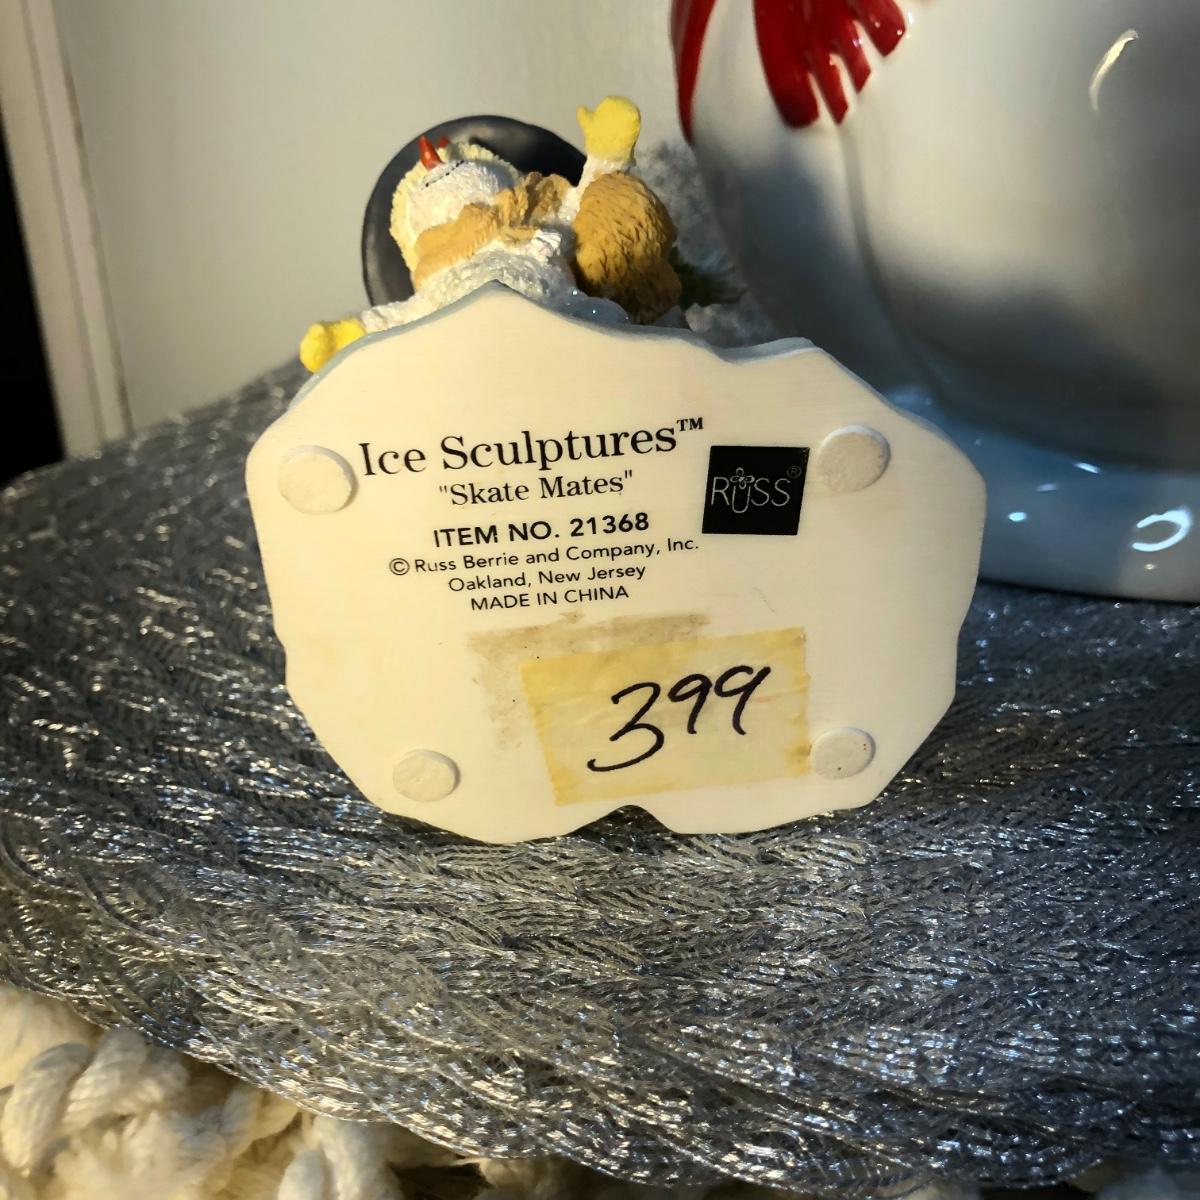 Ice Sculptures™
"Skate Mates"
RUSS®
ITEM NO. 21368
© Russ Berrie and Company, Inc.
Oakland, New Jersey
MADE IN CHINA
399